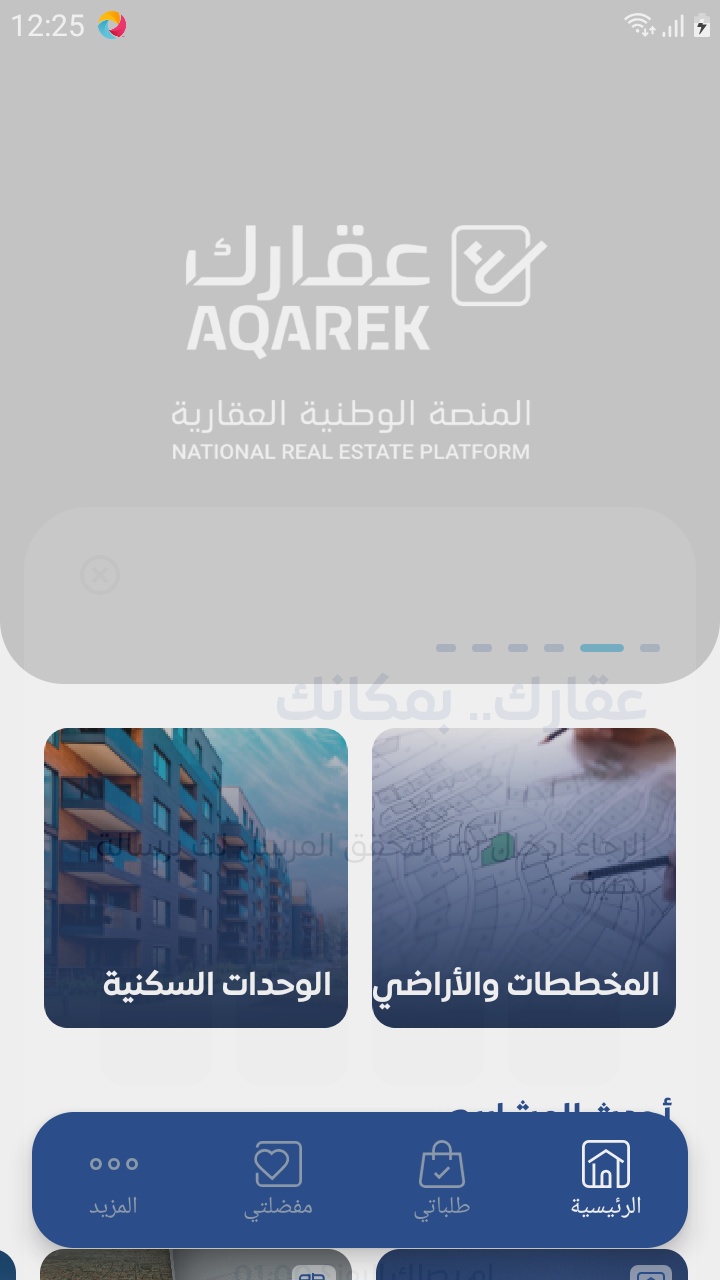 12:25
عقارك
AQAREK
المنصة الوطنية العقارية
NATIONAL REAL ESTATE PLATFORM
عقارك.. بمكانك
الرجاء ادخال رمز التحقق المرسل لك برسالة
نصية
المخططات والأراضي
الوحدات السكنية
أحدث المشاريع
الرئيسية
طلباتي
مفضلتي
المزيد